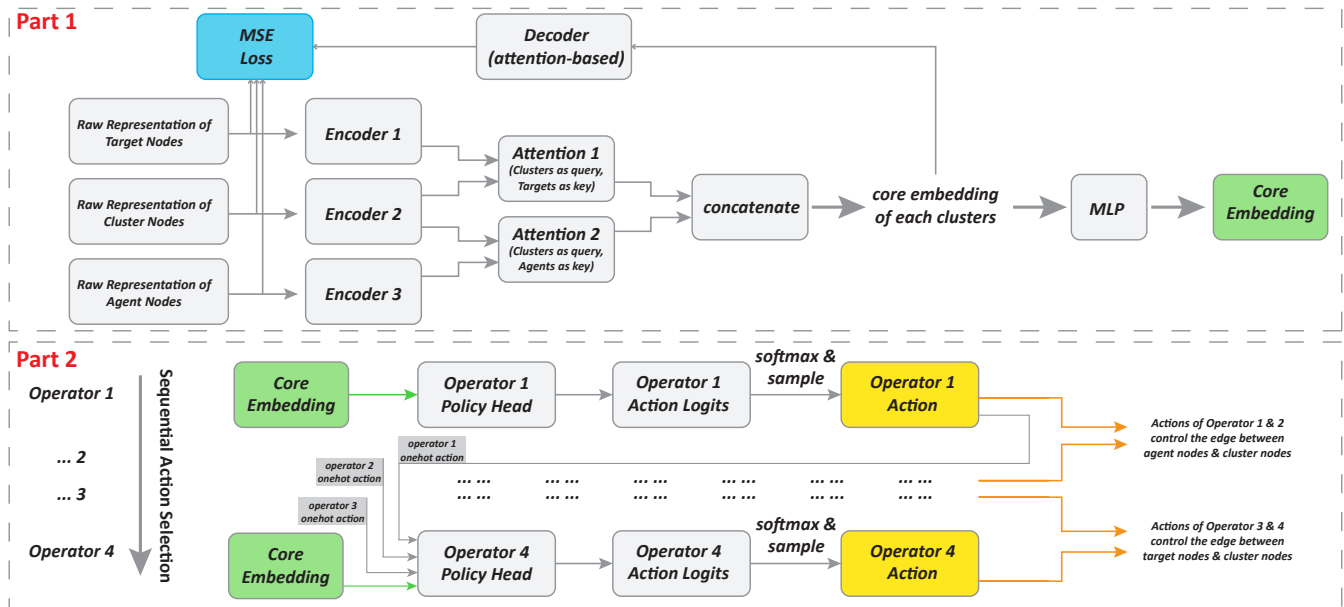 Part 1
MSE
Loss
Decoder
(attention-based)
Raw Representation of
Target Nodes
Encoder 1
Raw Representation of
Cluster Nodes
Encoder 2
Raw Representation of
Agent Nodes
Encoder 3
Attention 1
(Clusters as query,
Targets as key)
Attention 2
(Clusters as query,
Agents as key)
concatenate
core embedding
of each clusters
MLP
Core
Embedding
Part 2
Operator 1
... 2
... 3
Operator 4
Sequential Action Selection
Core
Embedding
Operator 1
Policy Head
Operator 1
Action Logits
softmax &
sample
Operator 1
Action
operator 1
onehot action
operator 2
onehot action
operator 3
onehot action
... ... ... ... ... ... ... ... ... ... ... ...
... ... ... ... ... ... ... ... ... ... ... ...
Core
Embedding
Operator 4
Policy Head
Operator 4
Action Logits
softmax &
sample
Operator 4
Action
Actions of Operator 1 & 2
control the edge between
agent nodes & cluster nodes
Actions of Operator 3 & 4
control the edge between
target nodes & cluster nodes